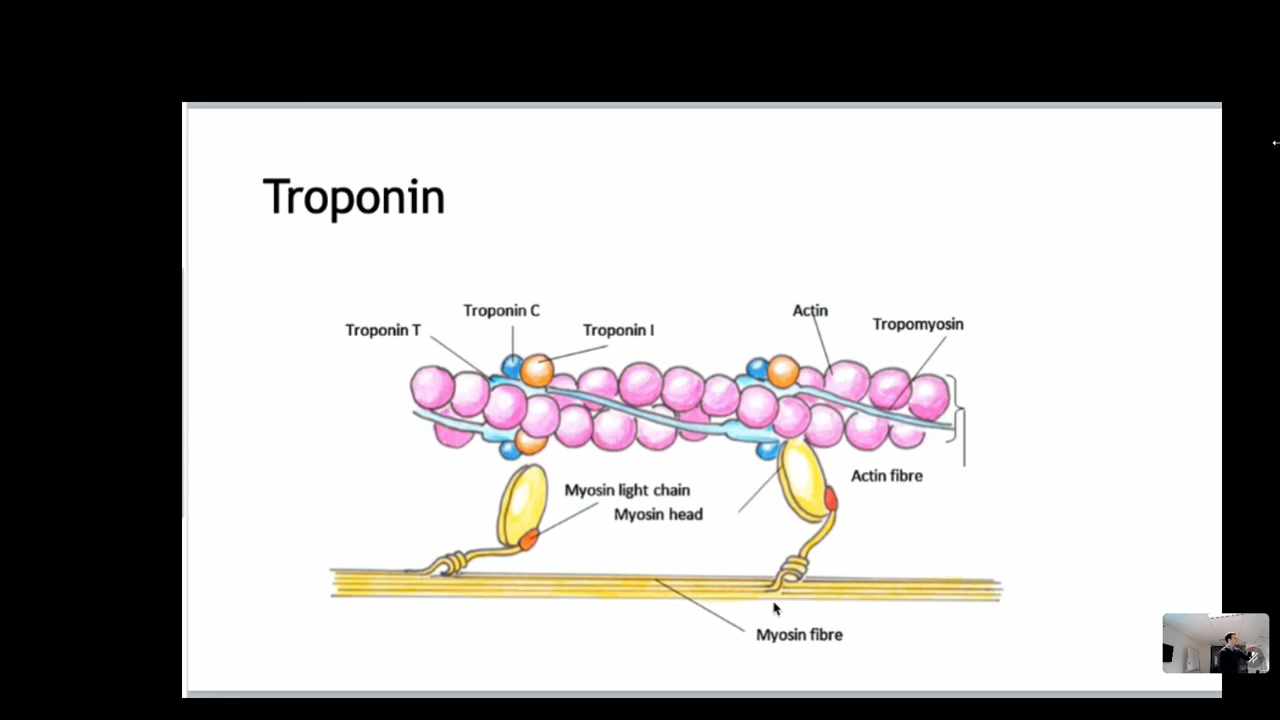 Troponin
Troponin C
Actin
Troponin T
Troponin I
Tropomyosin
Actin fibre
Myosin light chain
Myosin head
Myosin fibre